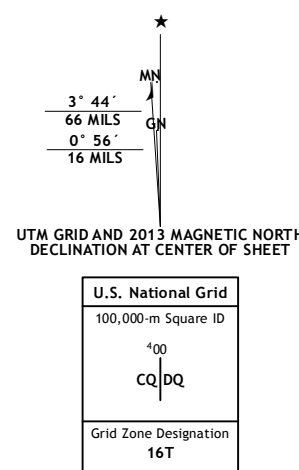 ★
MN
3° 44´
66 MILS
GN
0° 56´
16 MILS
UTM GRID AND 2013 MAGNETIC NORTH
DECLINATION AT CENTER OF SHEET
U.S. National Grid
100,000-m Square ID
⁴00
CQ DQ
Grid Zone Designation
16T